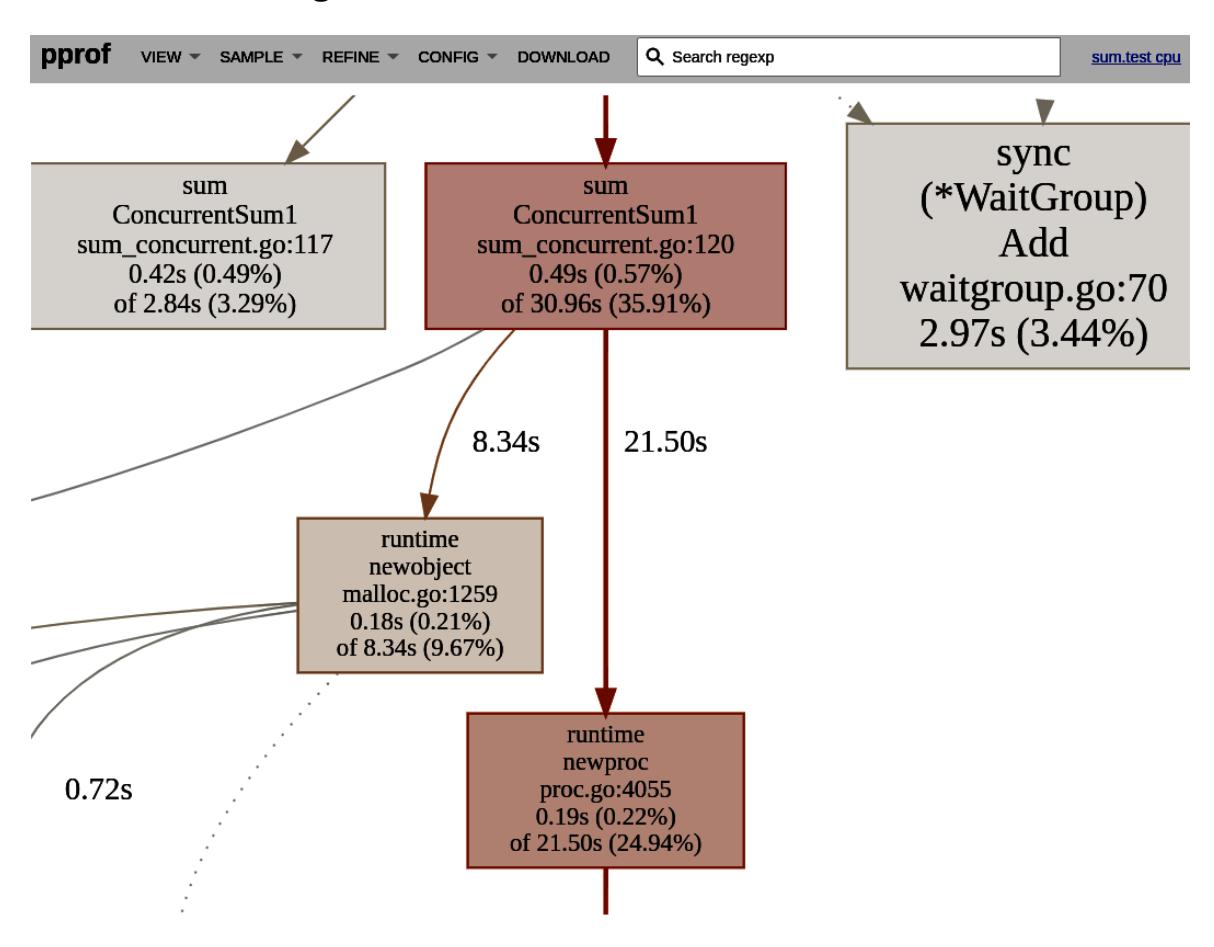 pprof VIEW SAMPLE REFINE CONFIG DOWNLOAD Search regexp sum.test cpu
sum
ConcurrentSum1
sum_concurrent.go:117
0.42s (0.49%)
of 2.84s (3.29%)
sum
ConcurrentSum1
sum_concurrent.go:120
0.49s (0.57%)
of 30.96s (35.91%)
sync
(*WaitGroup)
Add
waitgroup.go:70
2.97s (3.44%)
8.34s
21.50s
runtime
newobject
malloc.go:1259
0.18s (0.21%)
of 8.34s (9.67%)
runtime
newproc
proc.go:4055
0.19s (0.22%)
of 21.50s (24.94%)
0.72s